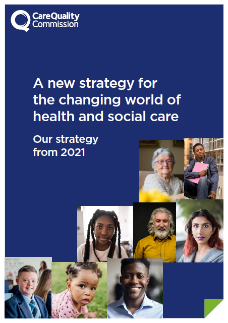 CareQuality
Commission
A new strategy for
the changing world of
health and social care
Our strategy
from 2021